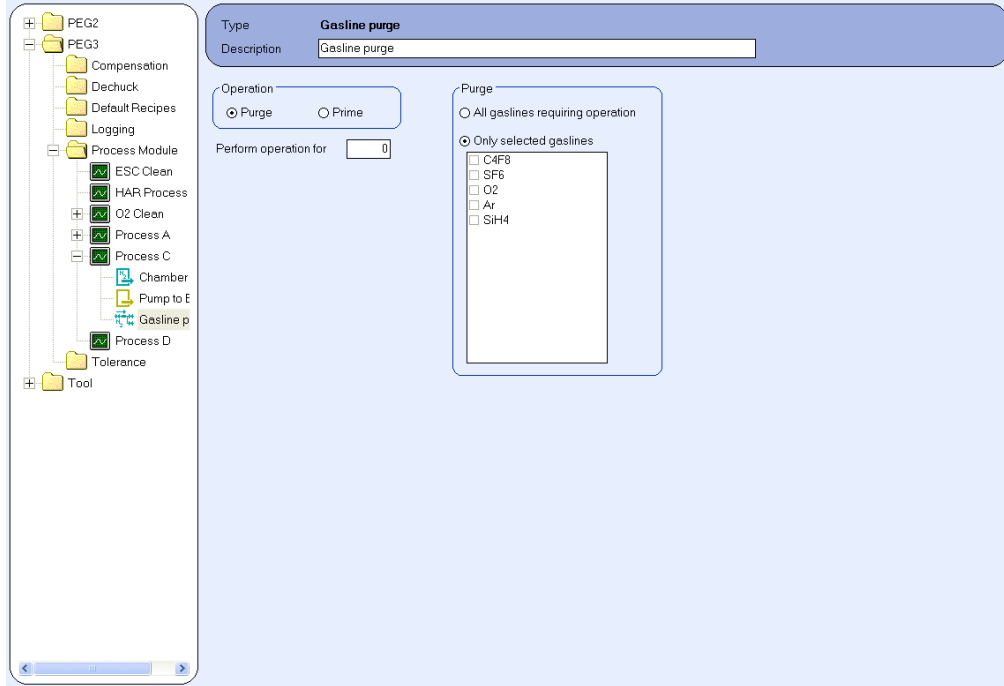 PEG2
PEG3
Compensation
Dechuck
Default Recipes
Logging
Process Module
ESC Clean
HAR Process
O2 Clean
Process A
Process C
Chamber
Pump to E
Gasline p
Process D
Tolerance
Tool
Type Gasline purge
Description Gasline purge
Operation
Purge Prime
Perform operation for 0
Purge
All gaslines requiring operation
Only selected gaslines
C4F8
SF6
O2
Ar
SiH4